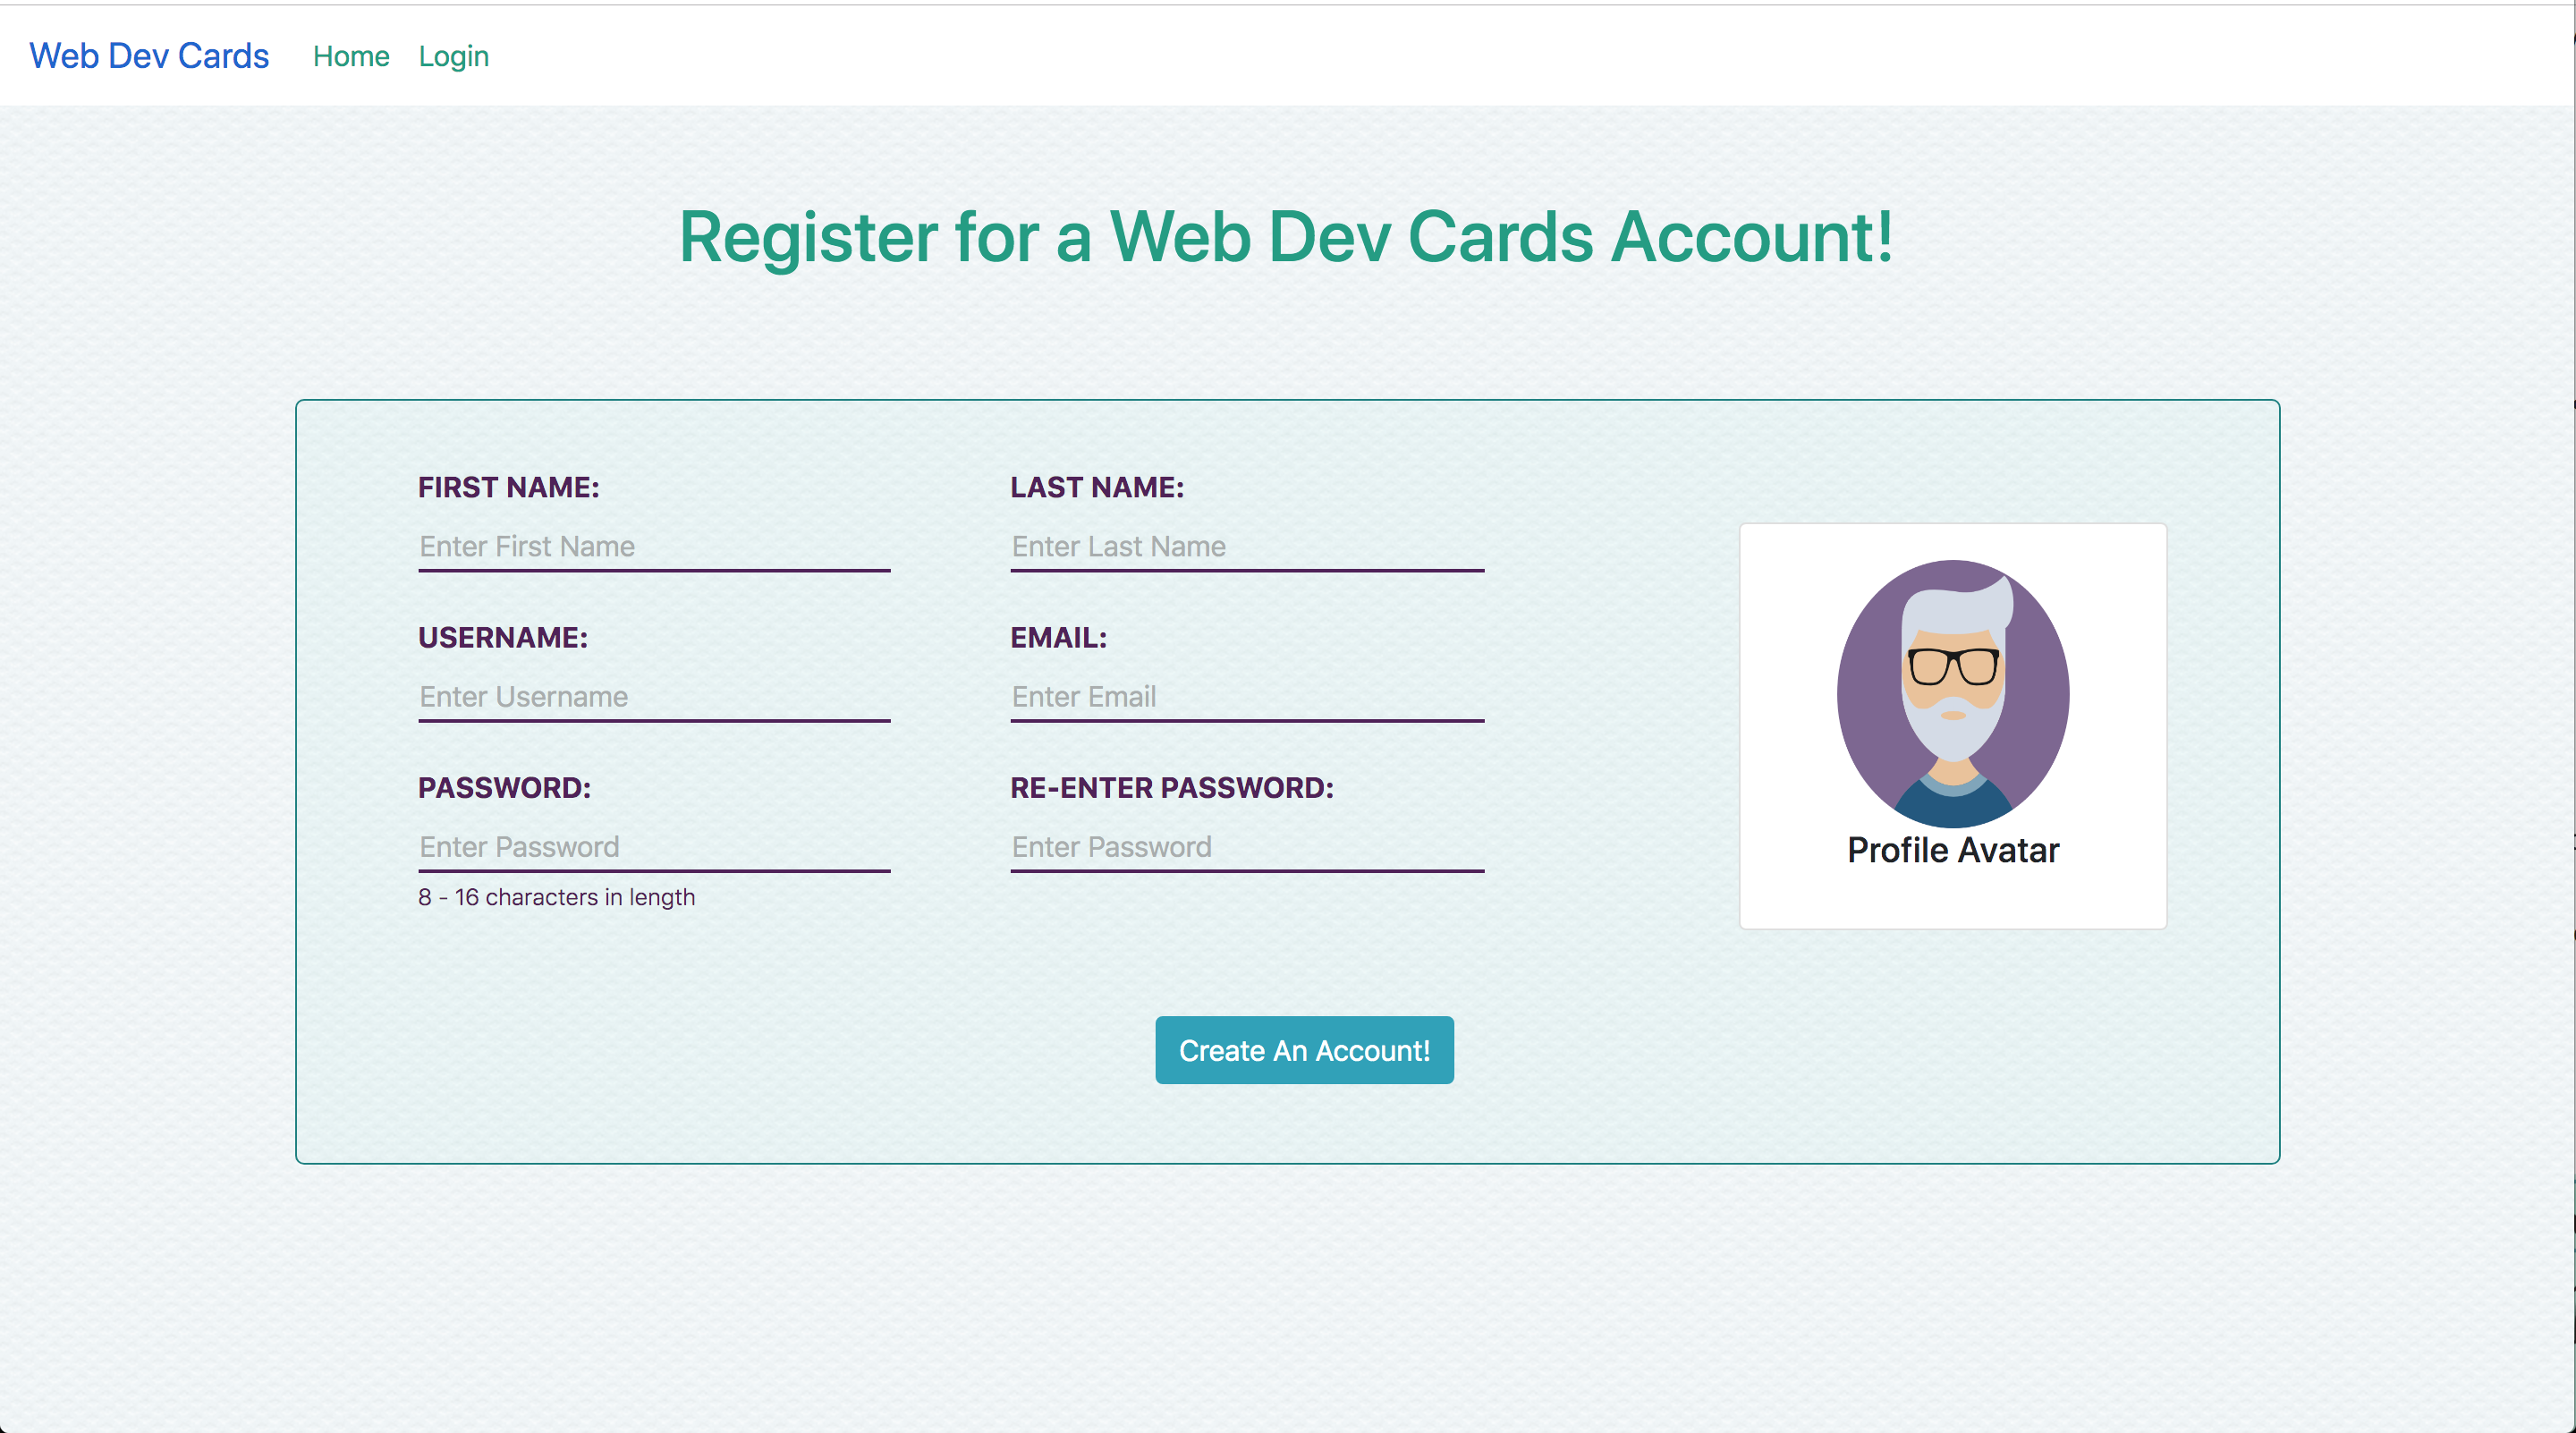 Web Dev Cards Home Login
Register for a Web Dev Cards Account!
FIRST NAME:
Enter First Name
LAST NAME:
Enter Last Name
USERNAME:
Enter Username
EMAIL:
Enter Email
PASSWORD:
Enter Password
8 - 16 characters in length
RE-ENTER PASSWORD:
Enter Password
Profile Avatar
Create An Account!